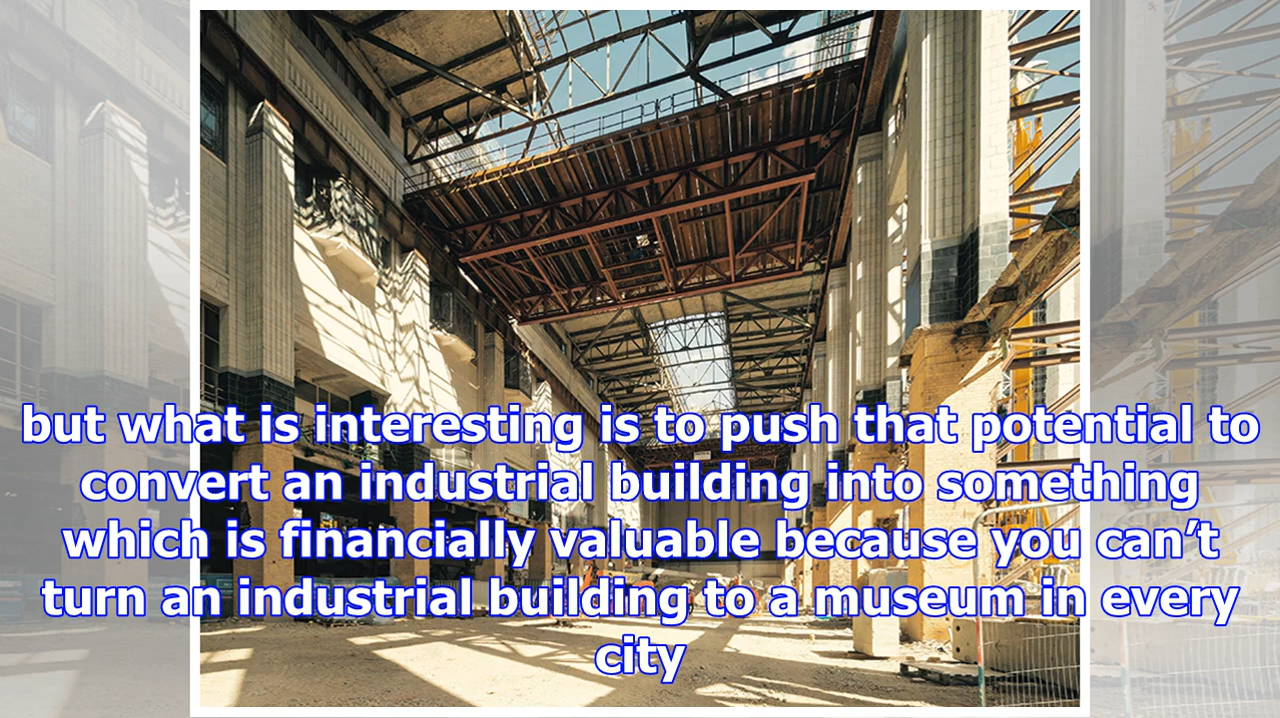 but what is interesting is to push that potential to
convert an industrial building into something
which is financially valuable because you can’t
turn an industrial building to a museum in every
city